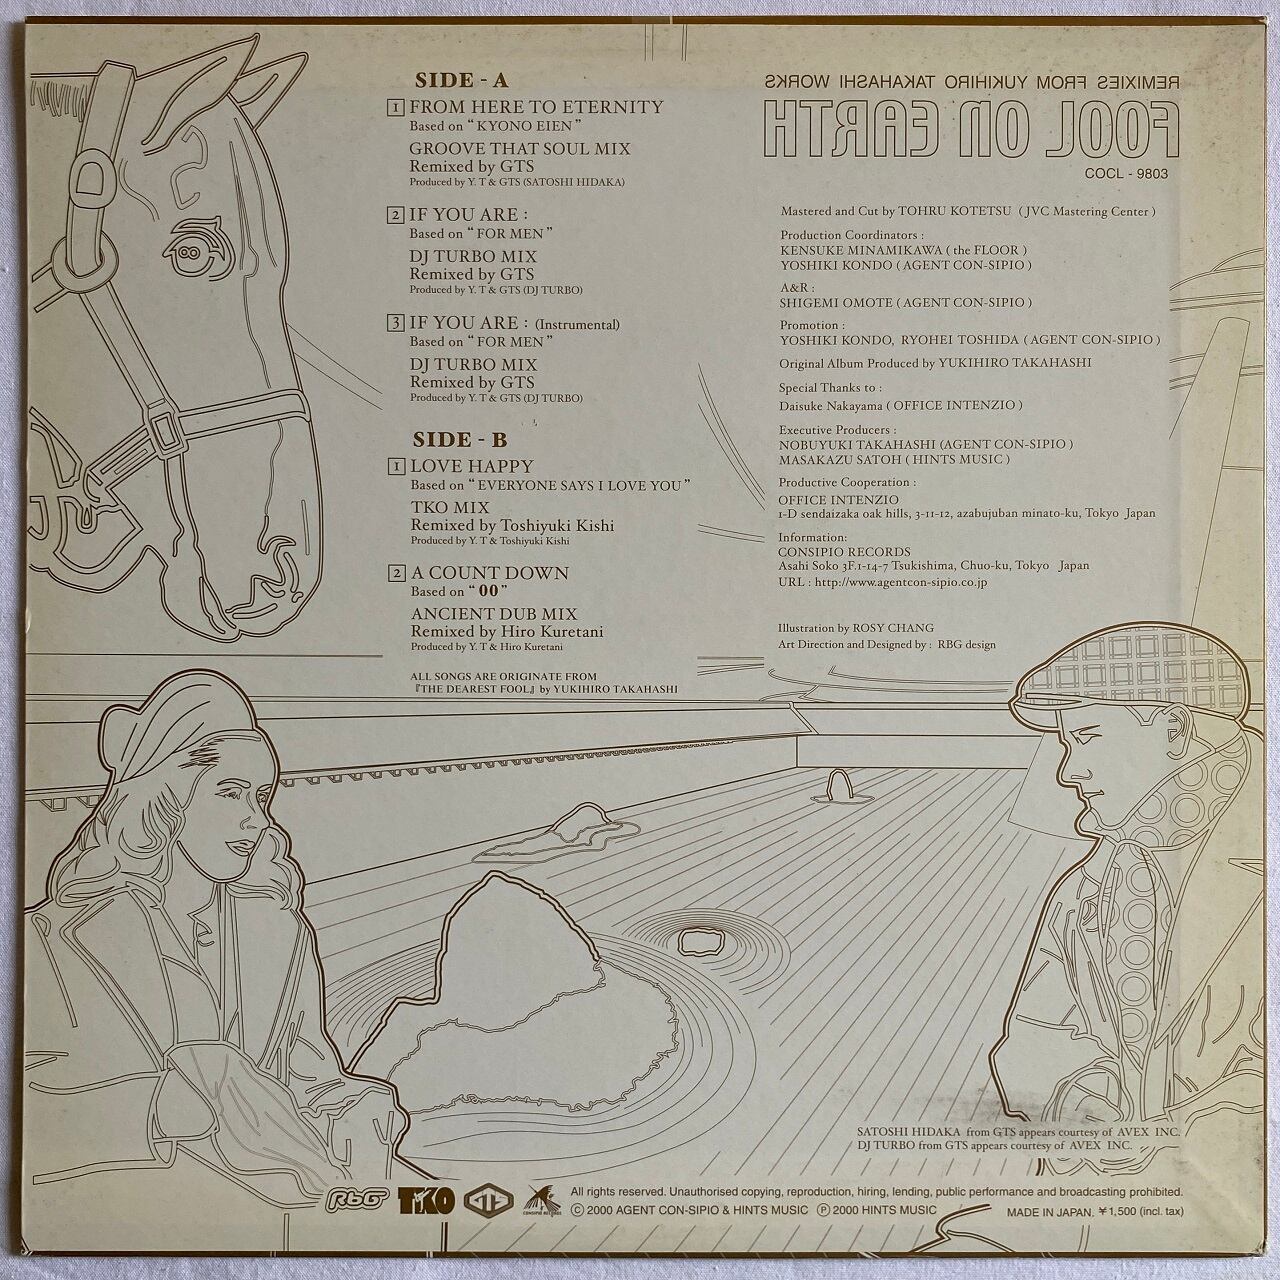 SIDE - A
1 FROM HERE TO ETERNITY
Based on “KYONO EIEN”
GROOVE THAT SOUL MIX
Remixed by GTS
Produced by Y. T & GTS (SATOSHI HIDAKA)
2 IF YOU ARE :
Based on “FOR MEN”
DJ TURBO MIX
Remixed by GTS
Produced by Y. T & GTS (DJ TURBO)
3 IF YOU ARE : (Instrumental)
Based on “FOR MEN”
DJ TURBO MIX
Remixed by GTS
Produced by Y. T & GTS (DJ TURBO)
SIDE - B
1 LOVE HAPPY
Based on “EVERYONE SAYS I LOVE YOU”
TKO MIX
Remixed by Toshiyuki Kishi
Produced by Y. T & Toshiyuki Kishi
2 A COUNT DOWN
Based on “00”
ANCIENT DUB MIX
Remixed by Hiro Kuretani
Produced by Y. T & Hiro Kuretani
ALL SONGS ARE ORIGINATE FROM
『THE DEAREST FOOL』 by YUKIHIRO TAKAHASHI
REMIXIES FROM YUKIHIRO TAKAHASHI WORKS
FOOL ON EARTH
COCL - 9803
Mastered and Cut by TOHRU KOTETSU ( JVC Mastering Center )
Production Coordinators :
KENSUKE MINAMIKAWA ( the FLOOR )
YOSHIKI KONDO ( AGENT CON-SIPIO )
A&R :
SHIGEMI OMOTE ( AGENT CON-SIPIO )
Promotion :
YOSHIKI KONDO, RYOHEI TOSHIDA ( AGENT CON-SIPIO )
Original Album Produced by YUKIHIRO TAKAHASHI
Special Thanks to :
Daisuke Nakayama ( OFFICE INTENZIO )
Executive Producers :
NOBUYUKI TAKAHASHI (AGENT CON-SIPIO )
MASAKAZU SATOH ( HINTS MUSIC )
Productive Cooperation :
OFFICE INTENZIO
1-D sendaizaka oak hills, 3-11-12, azabujuban minato-ku, Tokyo Japan
Information:
CONSIPIO RECORDS
Asahi Soko 3F.1-14-7 Tsukishima, Chuo-ku, Tokyo Japan
URL : http://www.agentcon-sipio.co.jp
Illustration by ROSY CHANG
Art Direction and Designed by : RBG design
SATOSHI HIDAKA from GTS appears courtesy of AVEX INC.
DJ TURBO from GTS appears courtesy of AVEX INC.
RbG TKO GTS CONSIPIO RECORDS
All rights reserved. Unauthorised copying, reproduction, hiring, lending, public performance and broadcasting prohibited.
Ⓒ 2000 AGENT CON-SIPIO & HINTS MUSIC Ⓟ 2000 HINTS MUSIC
MADE IN JAPAN. ￥1,500 (incl. tax)